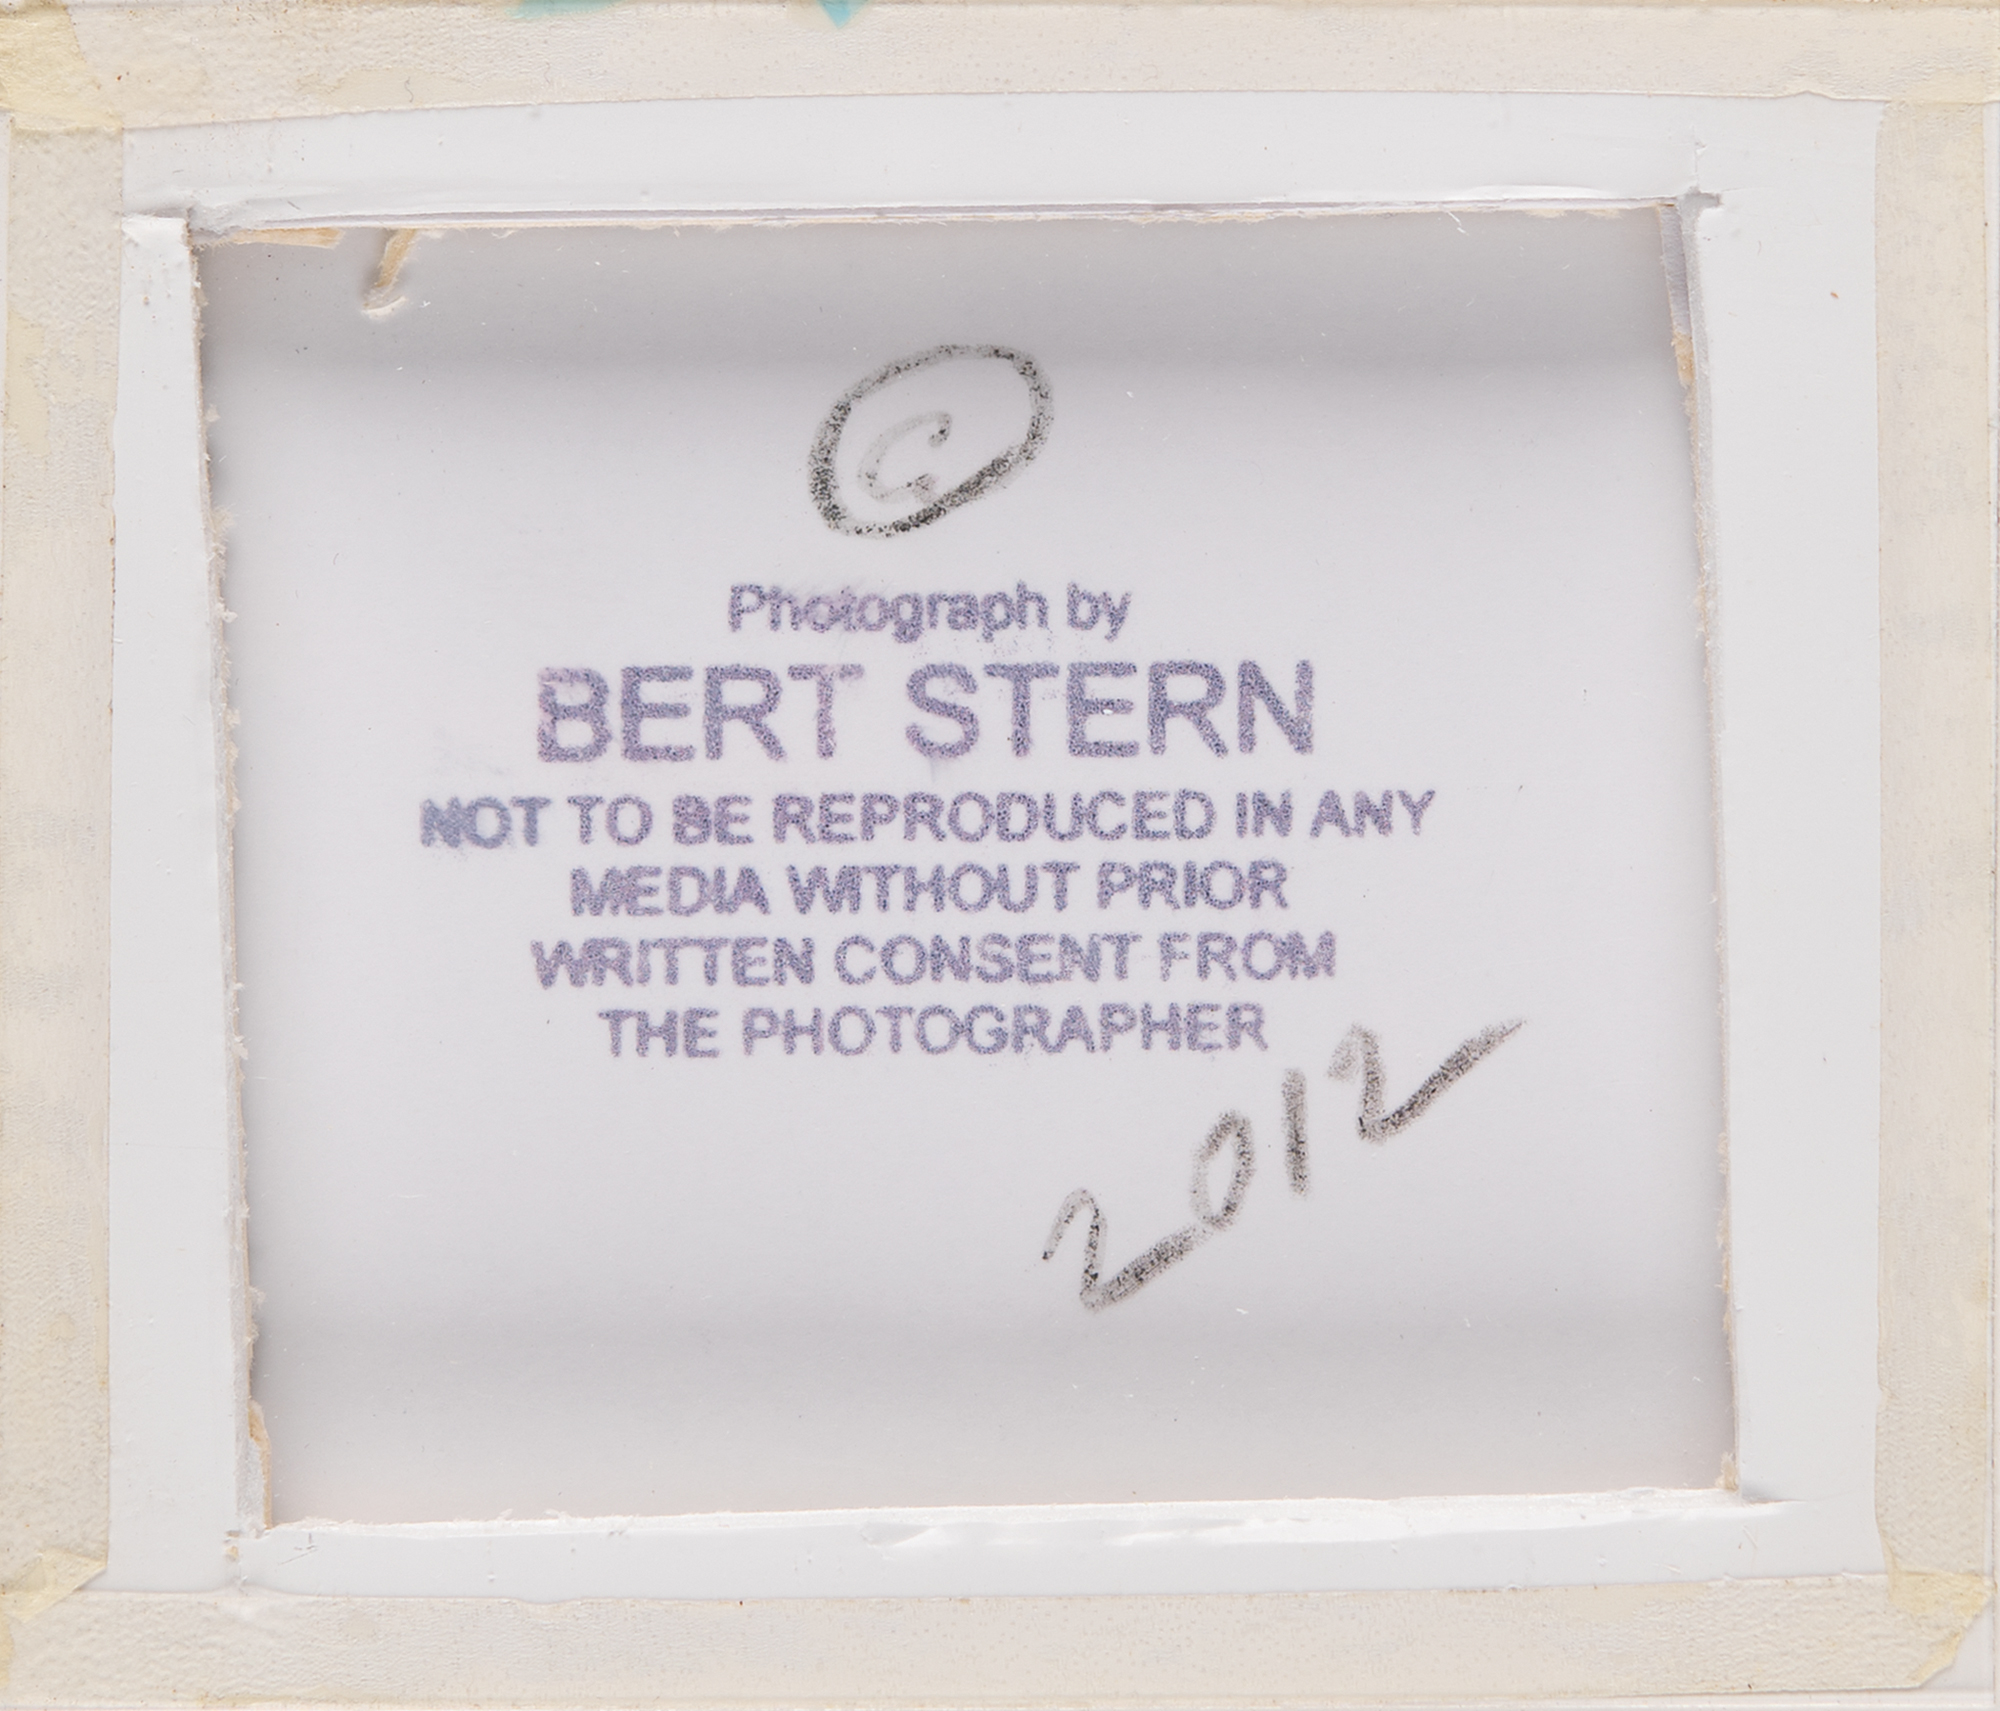 ©
Photograph by
BERT STERN
NOT TO BE REPRODUCED IN ANY
MEDIA WITHOUT PRIOR
WRITTEN CONSENT FROM
THE PHOTOGRAPHER
2012